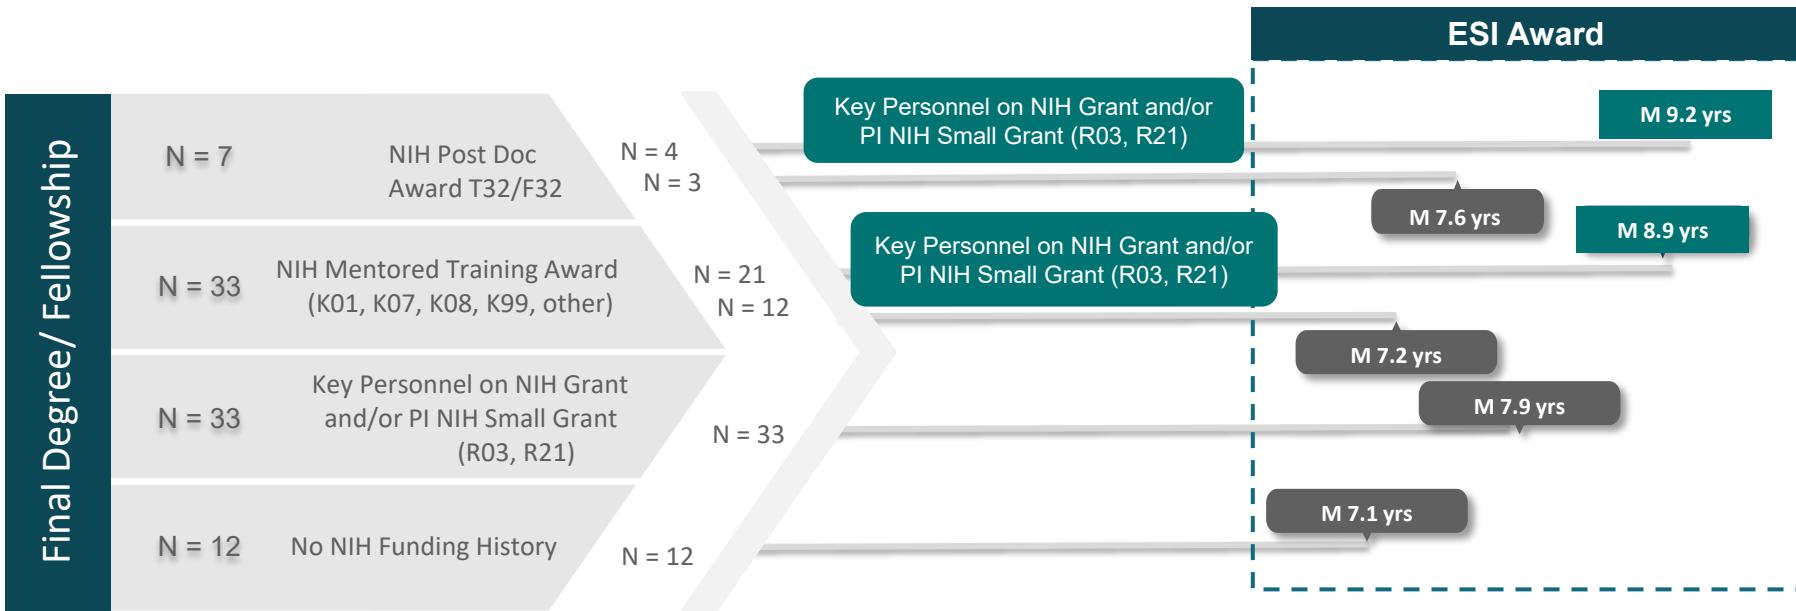 ESI Award
Final Degree/ Fellowship
N = 7
NIH Post Doc
Award T32/F32
N = 4
N = 3
Key Personnel on NIH Grant and/or
PI NIH Small Grant (R03, R21)
M 9.2 yrs
M 7.6 yrs
N = 33
NIH Mentored Training Award
(K01, K07, K08, K99, other)
N = 21
N = 12
Key Personnel on NIH Grant and/or
PI NIH Small Grant (R03, R21)
M 8.9 yrs
M 7.2 yrs
N = 33
Key Personnel on NIH Grant
and/or PI NIH Small Grant
(R03, R21)
N = 33
M 7.9 yrs
N = 12
No NIH Funding History
N = 12
M 7.1 yrs